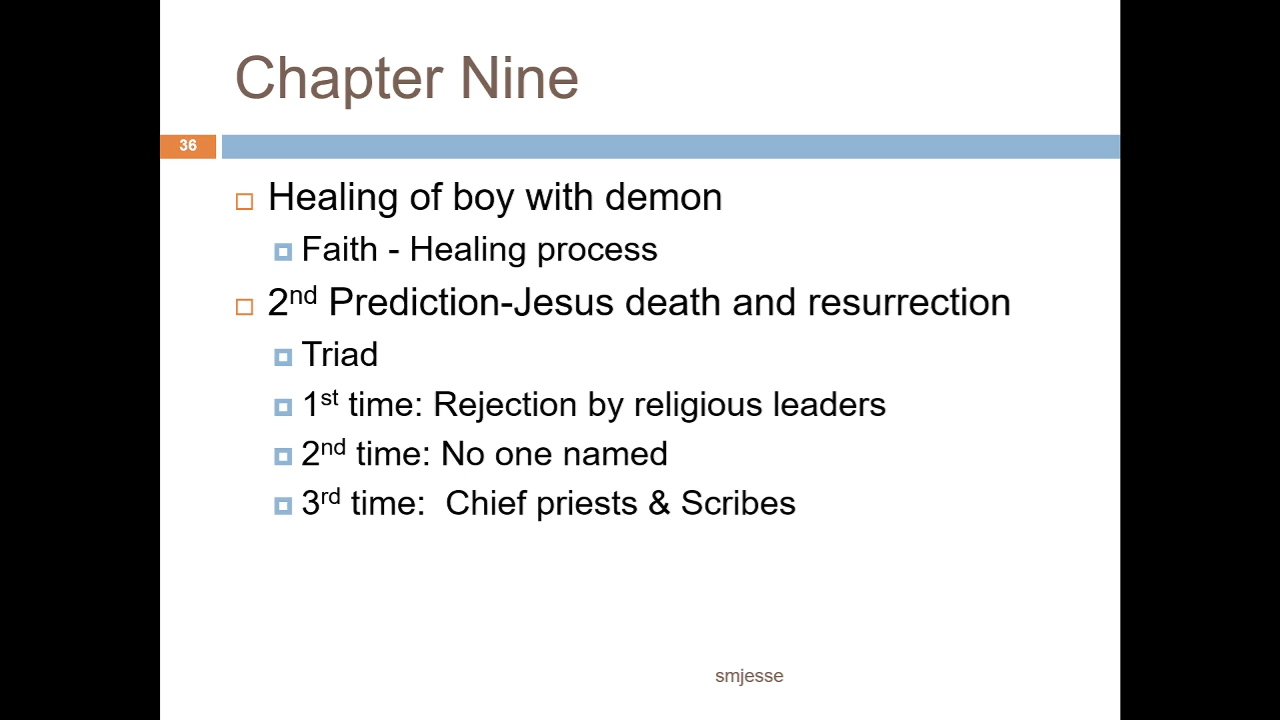 Chapter Nine
36
Healing of boy with demon
Faith - Healing process
2nd Prediction-Jesus death and resurrection
Triad
1st time: Rejection by religious leaders
2nd time: No one named
3rd time:  Chief priests & Scribes
smjesse